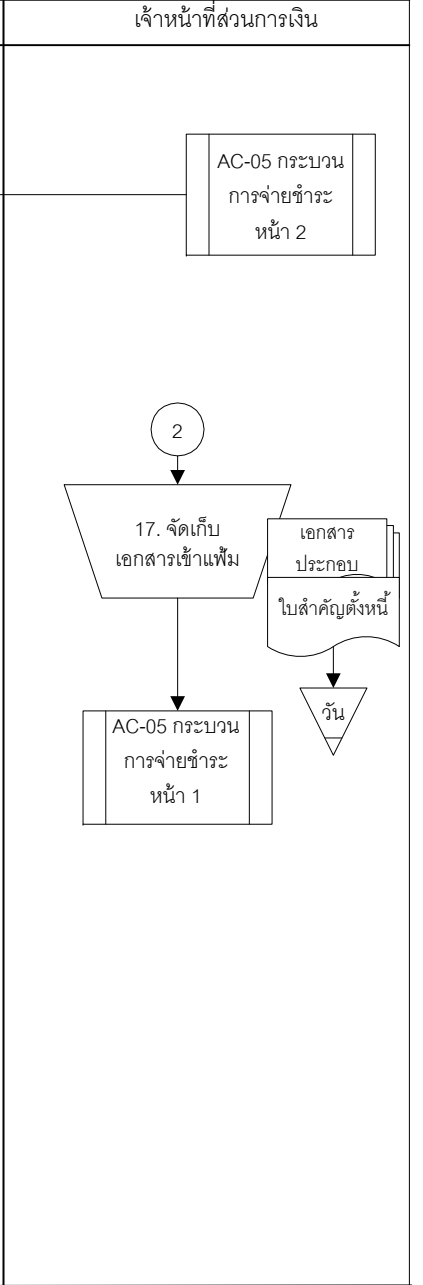 เจ้าหน้าที่ส่วนการเงิน
AC-05 กระบวน
การจ่ายชำระ
หน้า 2
2
17. จัดเก็บ
เอกสารเข้าแฟ้ม
เอกสาร
ประกอบ
ใบสำคัญตั้งหนี้
วัน
AC-05 กระบวน
การจ่ายชำระ
หน้า 1